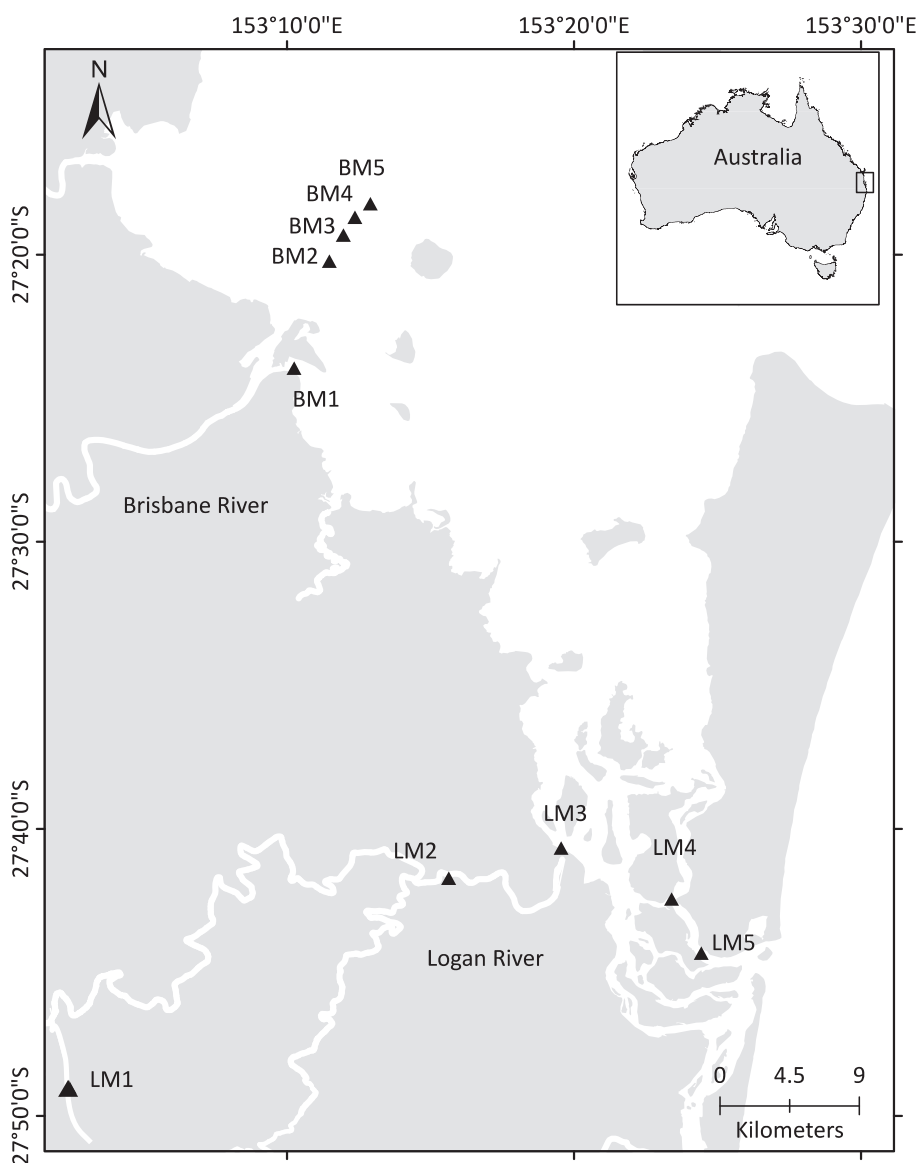 153°10'0"E
153°20'0"E
153°30'0"E
N
Australia
BM5
BM4
BM3
BM2
27°20'0"S
BM1
Brisbane River
27°30'0"S
LM3
27°40'0"S
LM2
LM4
LM5
Logan River
LM1
0 4.5 9
Kilometers
27°50'0"S